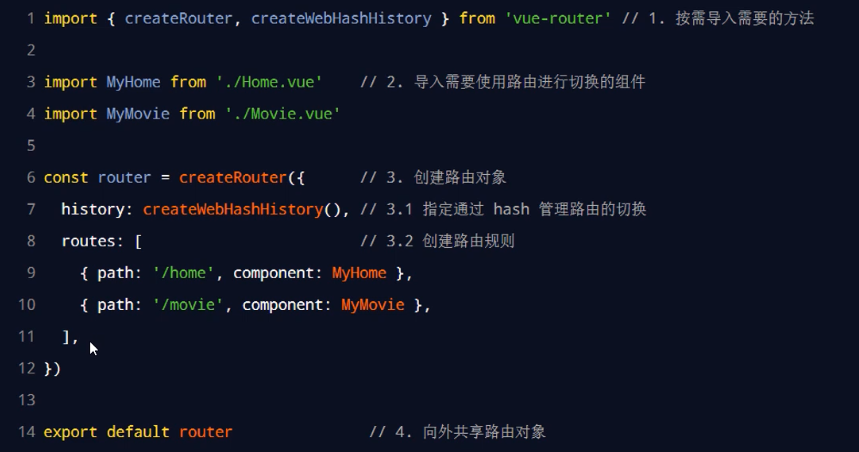 1 import { createRouter, createWebHashHistory } from 'vue-router' // 1. 按需导入需要的方法
2
3 import MyHome from './Home.vue'    // 2. 导入需要使用路由进行切换的组件
4 import MyMovie from './Movie.vue'
5
6 const router = createRouter({      // 3. 创建路由对象
7   history: createWebHashHistory(), // 3.1 指定通过 hash 管理路由的切换
8   routes: [                        // 3.2 创建路由规则
9     { path: '/home', component: MyHome },
10     { path: '/movie', component: MyMovie },
11   ],
12 })
13
14 export default router               // 4. 向外共享路由对象